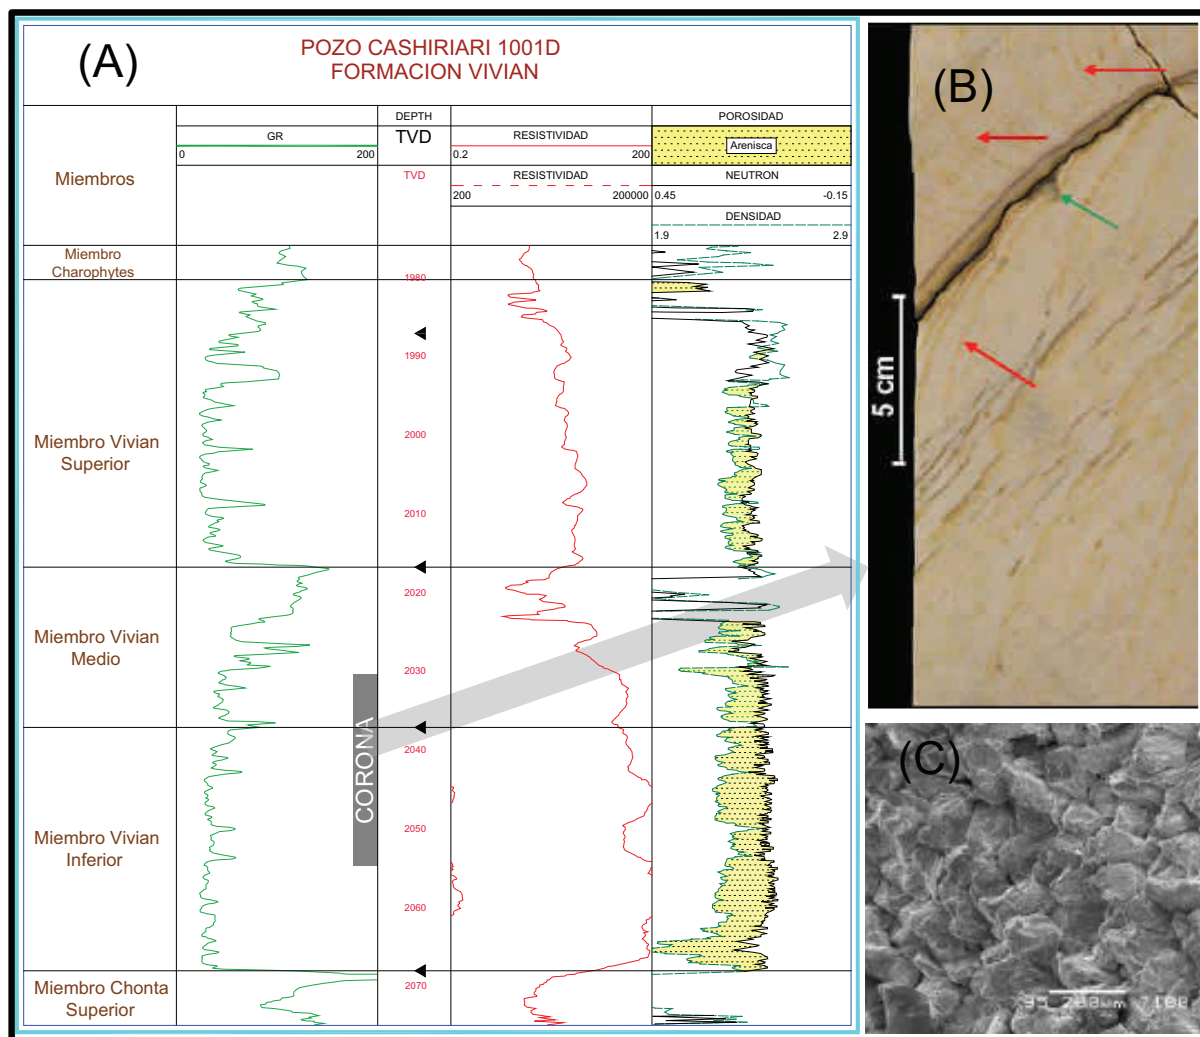 (A)
POZO CASHIRIARI 1001D
FORMACION VIVIAN
Miembros
GR
0 200
DEPTH
TVD
TVD
RESISTIVIDAD
0.2 200
RESISTIVIDAD
200 200000
POROSIDAD
Arenisca
NEUTRON
0.45 -0.15
DENSIDAD
1.9 2.9
Miembro
Charophytes
Miembro Vivian
Superior
Miembro Vivian
Medio
Miembro Vivian
Inferior
Miembro Chonta
Superior
1980
1990
2000
2010
2020
2030
2040
2050
2060
2070
CORONA
(B)
5 cm
(C)
200μm